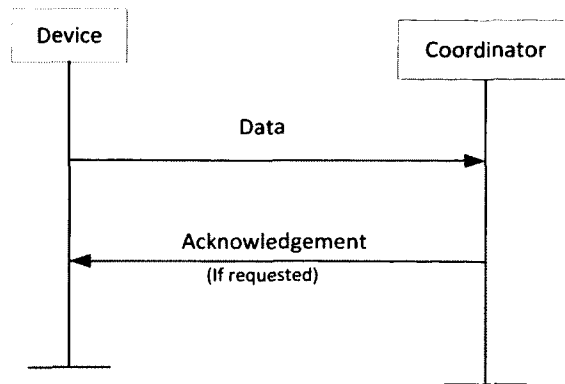 Device
Coordinator
Data
Acknowledgement
(If requested)